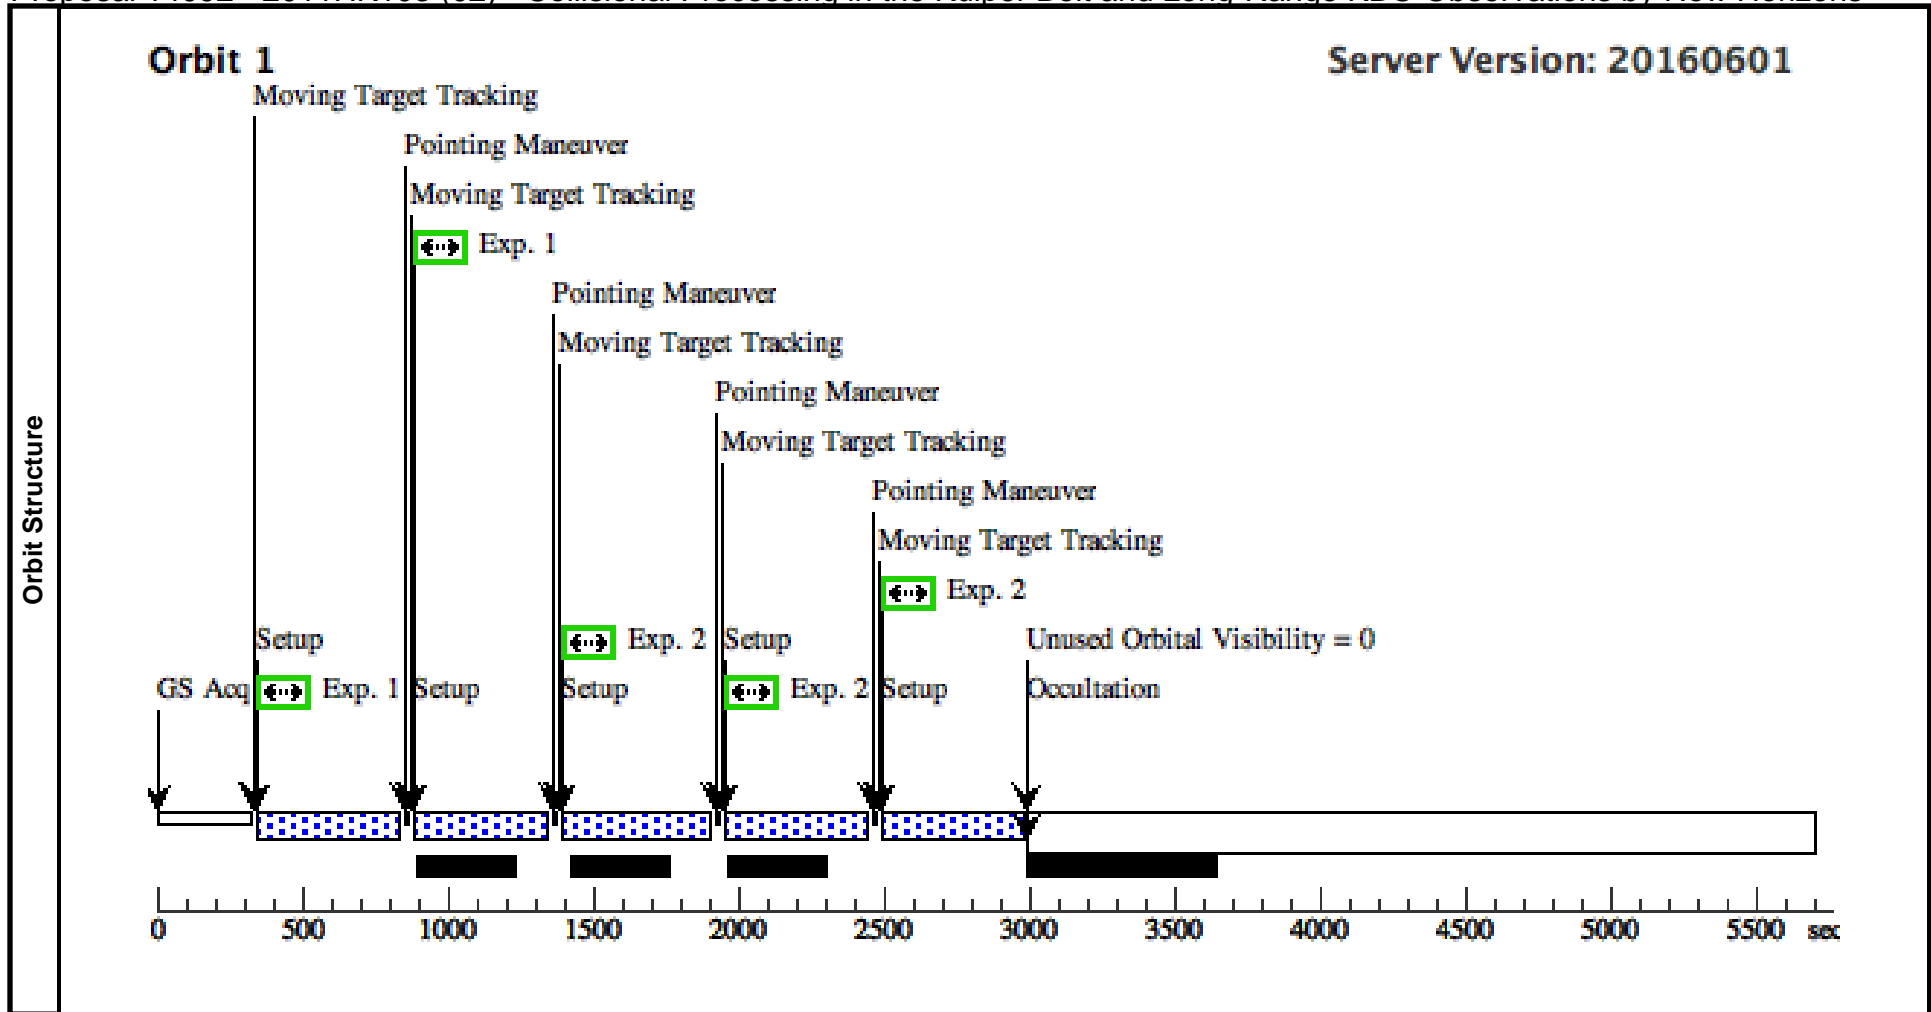 Orbit 1
Server Version: 20160601
Moving Target Tracking
Pointing Maneuver
Moving Target Tracking
Exp. 1
Pointing Maneuver
Moving Target Tracking
Pointing Maneuver
Moving Target Tracking
Pointing Maneuver
Moving Target Tracking
Exp. 2
Setup
Exp. 2
Setup
Unused Orbital Visibility = 0
GS Acq
Exp. 1
Setup
Setup
Exp. 2
Setup
Occultation
0 500 1000 1500 2000 2500 3000 3500 4000 4500 5000 5500 sec
Orbit Structure